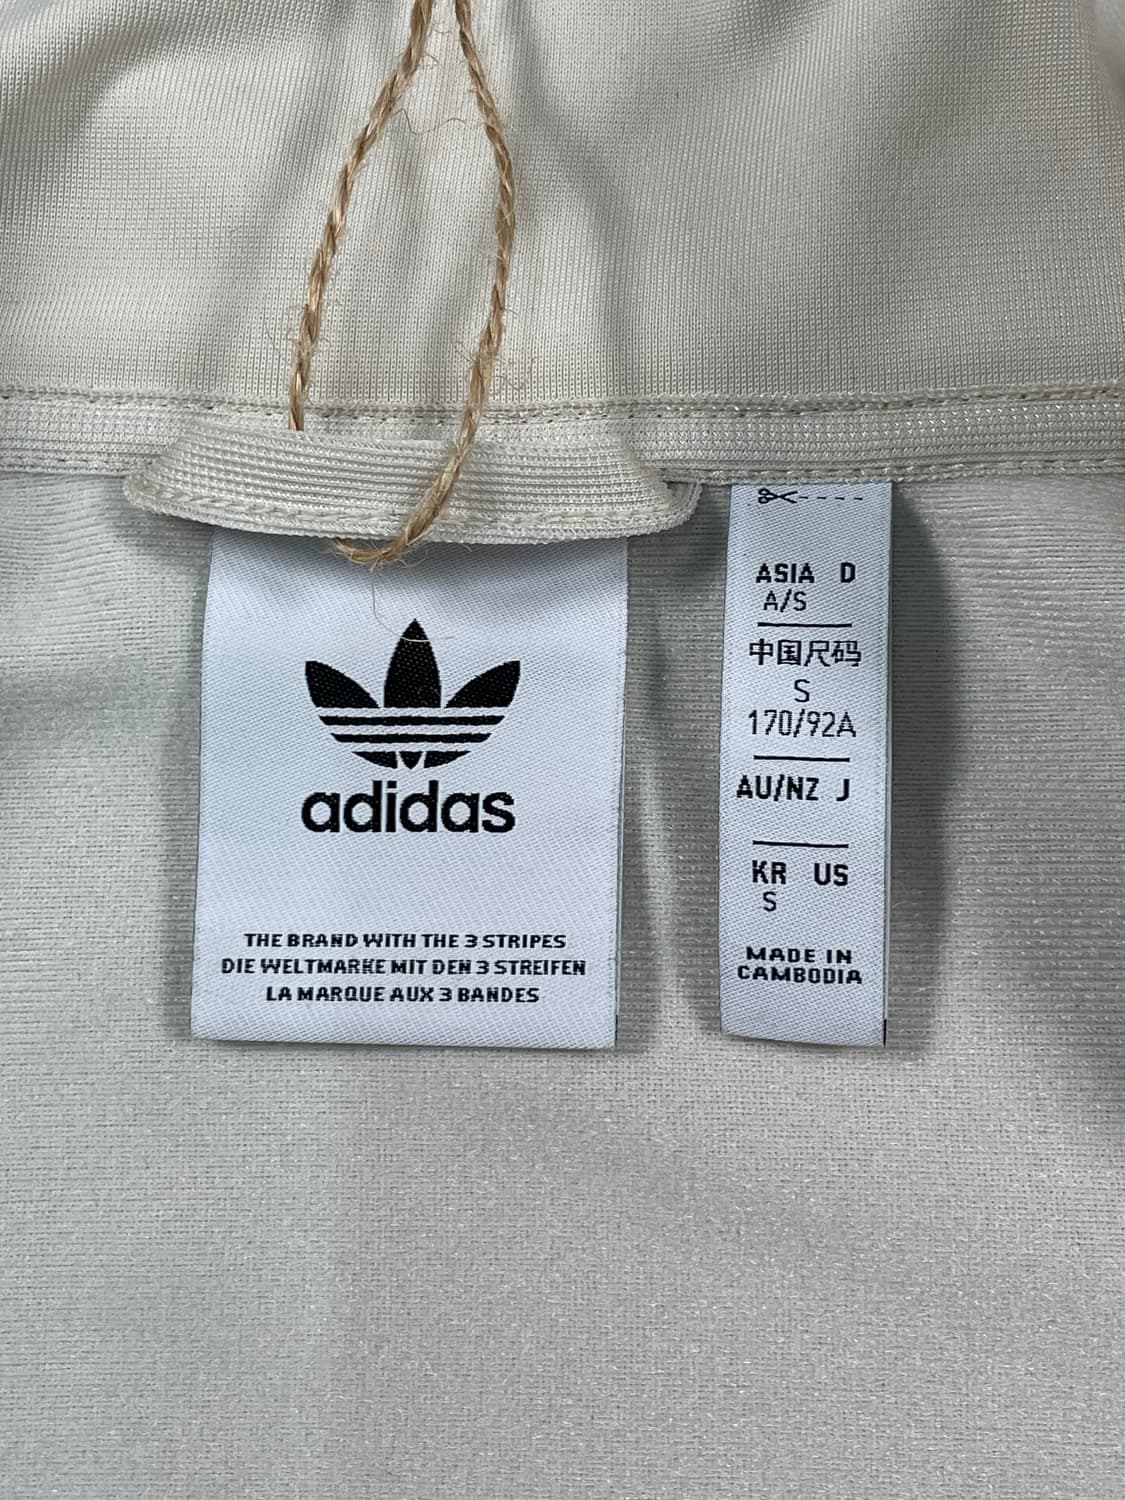 adidas
THE BRAND WITH THE 3 STRIPES
DIE WELTMARKE MIT DEN 3 STREIFEN
LA MARQUE AUX 3 BANDES
ASIA D
A/S
中国尺码
S
170/92A
AU/NZ J
KR US
S
MADE IN
CAMBODIA